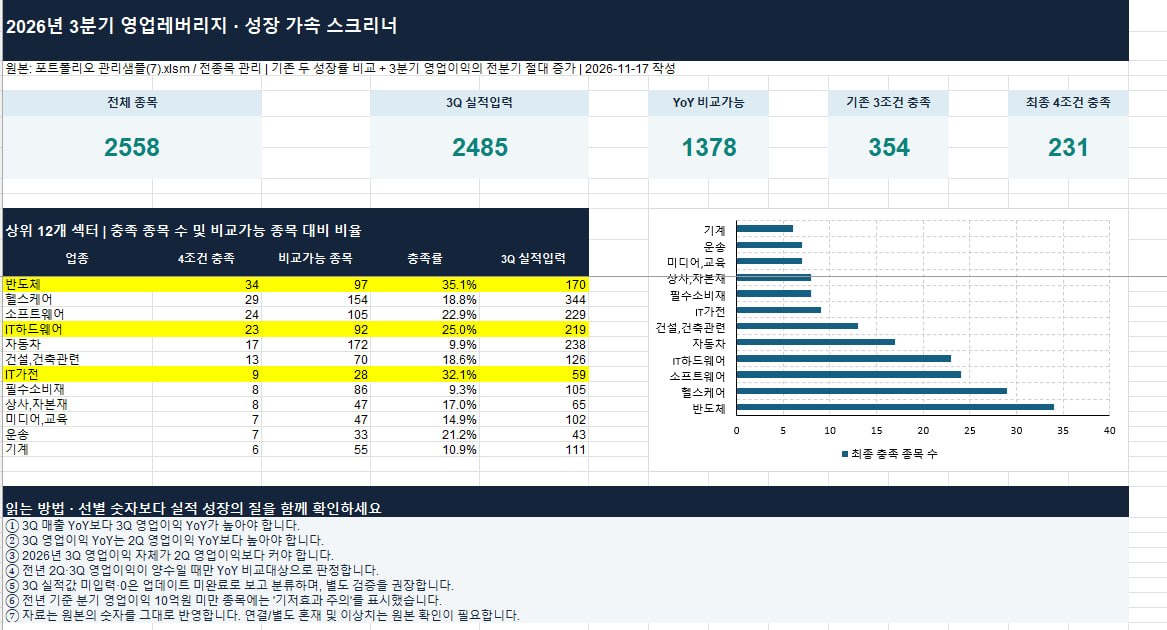 2026년 3분기 영업레버리지 · 성장 가속 스크리너
원본: 포트폴리오 관리샘플(7).xlsm / 전종목 관리 | 기존 두 성장률 비교 + 3분기 영업이익의 전분기 절대 증가 | 2026-11-17 작성
전체 종목 3Q 실적입력 YoY 비교가능 기존 3조건 충족 최종 4조건 충족
2558 2485 1378 354 231
상위 12개 섹터 | 충족 종목 수 및 비교가능 종목 대비 비율
업종 4조건 충족 비교가능 종목 충족률 3Q 실적입력
반도체 34 97 35.1% 170
헬스케어 29 154 18.8% 344
소프트웨어 24 105 22.9% 229
IT하드웨어 23 92 25.0% 219
자동차 17 172 9.9% 238
건설,건축관련 13 70 18.6% 126
IT가전 9 28 32.1% 59
필수소비재 8 86 9.3% 105
상사,자본재 8 47 17.0% 65
미디어,교육 7 47 14.9% 102
운송 7 33 21.2% 43
기계 6 55 10.9% 111
기계
운송
미디어,교육
상사,자본재
필수소비재
IT가전
건설,건축관련
자동차
IT하드웨어
소프트웨어
헬스케어
반도체
0 5 10 15 20 25 30 35 40
최종 충족 종목 수
읽는 방법 · 선별 숫자보다 실적 성장의 질을 함께 확인하세요
① 3Q 매출 YoY보다 3Q 영업이익 YoY가 높아야 합니다.
② 3Q 영업이익 YoY는 2Q 영업이익 YoY보다 높아야 합니다.
③ 2026년 3Q 영업이익 자체가 2Q 영업이익보다 커야 합니다.
④ 전년 2Q·3Q 영업이익이 양수일 때만 YoY 비교대상으로 판정합니다.
⑤ 3Q 실적값 미입력·0은 업데이트 미완료로 보고 분류하며, 별도 검증을 권장합니다.
⑥ 전년 기준 분기 영업이익 10억원 미만 종목에는 '기저효과 주의'를 표시했습니다.
⑦ 자료는 원본의 숫자를 그대로 반영합니다. 연결/별도 혼재 및 이상치는 원본 확인이 필요합니다.